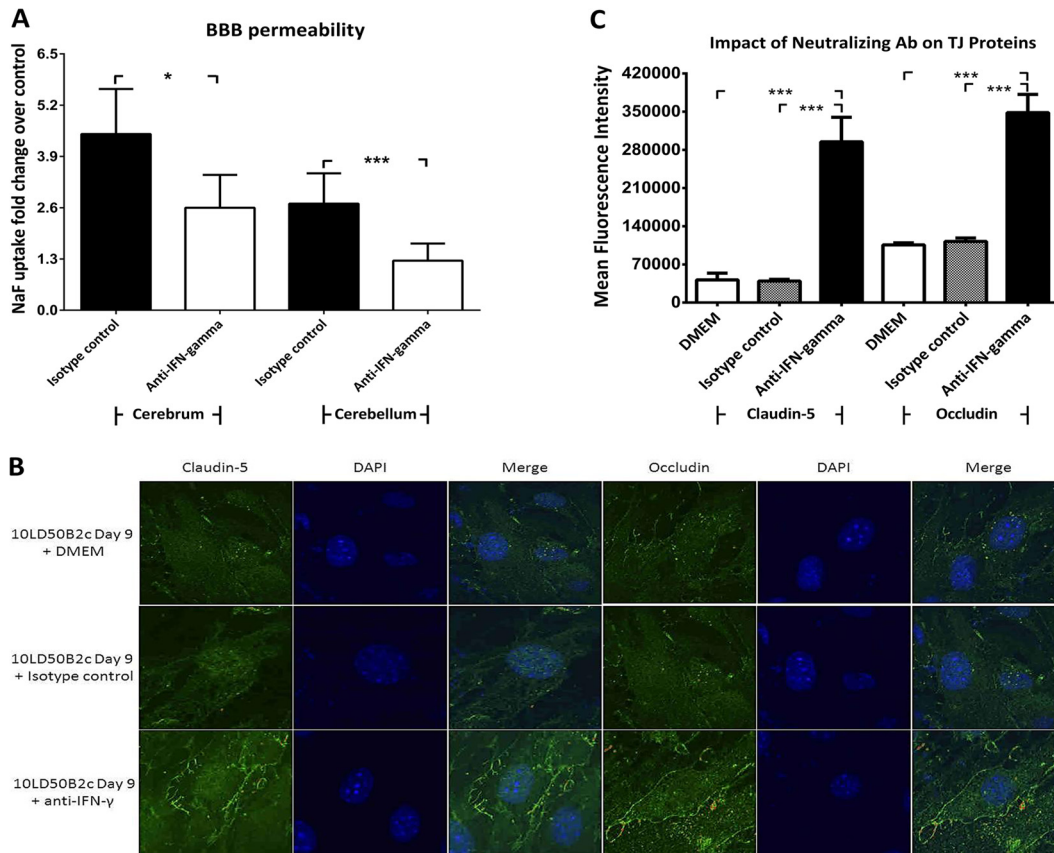 A
BBB permeability
NaF uptake fold change over control
6.5
5.2
3.9
2.6
1.3
0.0
*
***
Isotype control
Anti-IFN-gamma
Isotype control
Anti-IFN-gamma
Cerebrum
Cerebellum
C
Impact of Neutralizing Ab on TJ Proteins
Mean Fluorescence Intensity
420000
350000
280000
210000
140000
70000
0
***
***
***
***
DMEM
Isotype control
Anti-IFN-gamma
DMEM
Isotype control
Anti-IFN-gamma
Claudin-5
Occludin
B
Claudin-5 DAPI Merge Occludin DAPI Merge
10LD50B2c Day 9
+ DMEM
10LD50B2c Day 9
+ Isotype control
10LD50B2c Day 9
+ anti-IFN-γ